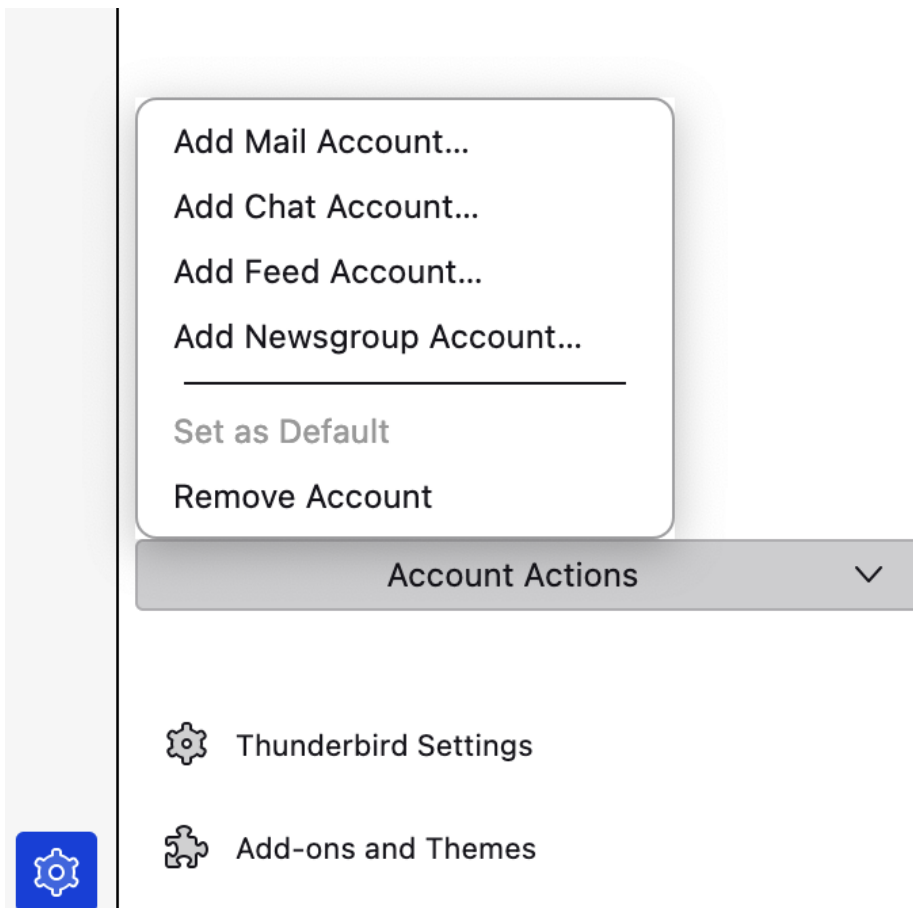 Add Mail Account...
Add Chat Account...
Add Feed Account...
Add Newsgroup Account...
Set as Default
Remove Account
Account Actions
Thunderbird Settings
Add-ons and Themes